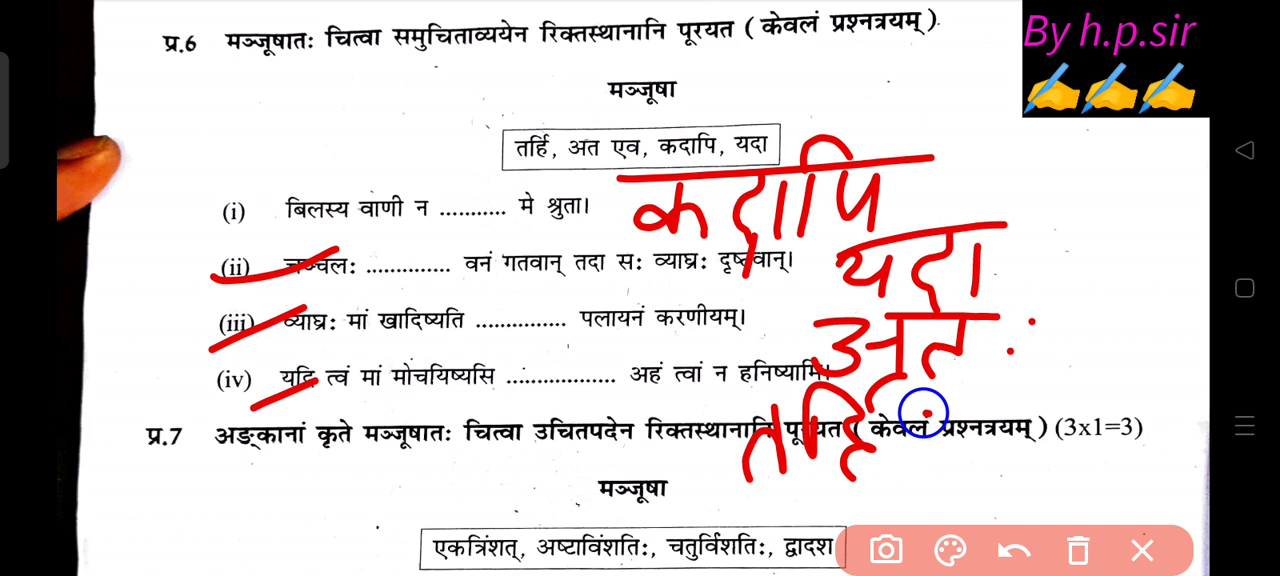 By h.p.sir
प्र.6 मञ्जूषातः चित्वा समुचिताव्ययेन रिक्तस्थानानि पूरयत ( केवलं प्रश्नत्रयम् ).
मञ्जूषा
तर्हि, अत एव, कदापि, यदा
(i) बिलस्य वाणी न ........... मे श्रुता।
कदापि
(ii) चञ्चलः .............. वनं गतवान् तदा सः व्याघ्रः दृष्टवान्।
यदा
(iii) व्याघ्रः मां खादिष्यति ............... पलायनं करणीयम्।
अतः
(iv) यदि त्वं मां मोचयिष्यसि .................. अहं त्वां न हनिष्यामि।
तर्हि
प्र.7 अङ्कानां कृते मञ्जूषातः चित्वा उचितपदेन रिक्तस्थानानि पूरयत ( केवलं प्रश्नत्रयम् ) (3x1=3)
मञ्जूषा
एकत्रिंशत्, अष्टाविंशतिः, चतुर्विंशतिः, द्वादश